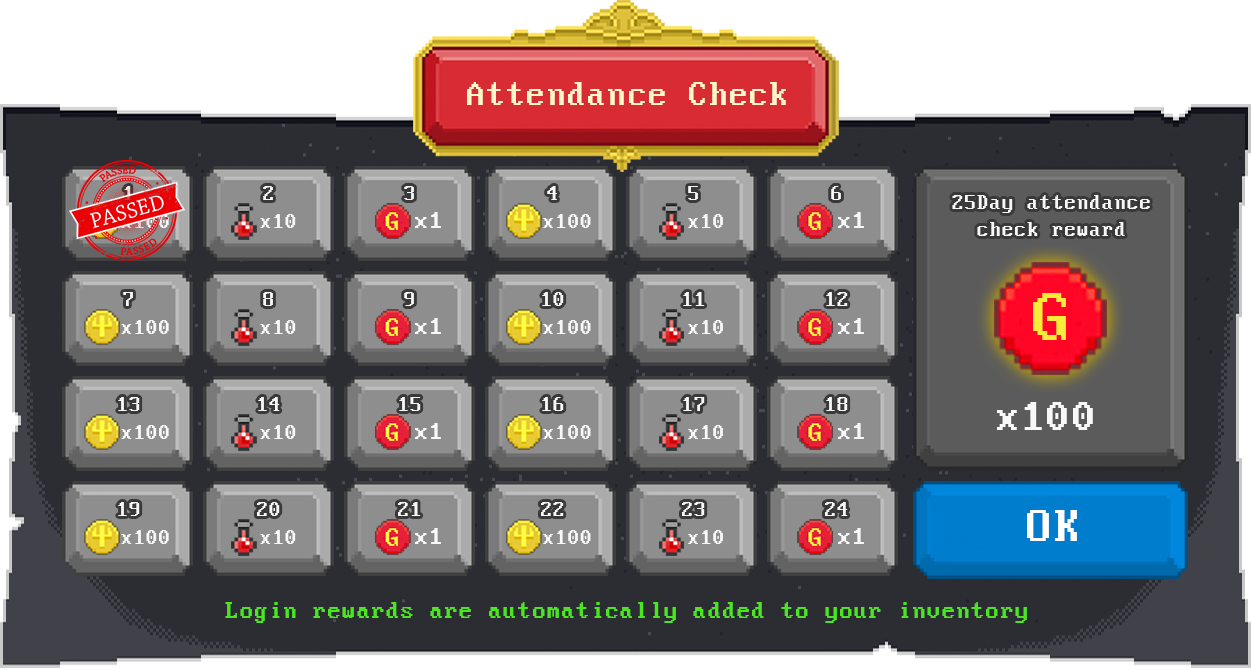 Attendance Check
PASSED
PASSED
PASSED
2
x10
3
G x1
4
x100
5
x10
6
G x1
25Day attendance
check reward
7
x100
8
x10
9
G x1
10
x100
11
x10
12
G x1
G
x100
13
x100
14
x10
15
G x1
16
x100
17
x10
18
G x1
19
x100
20
x10
21
G x1
22
x100
23
x10
24
G x1
OK
Login rewards are automatically added to your inventory